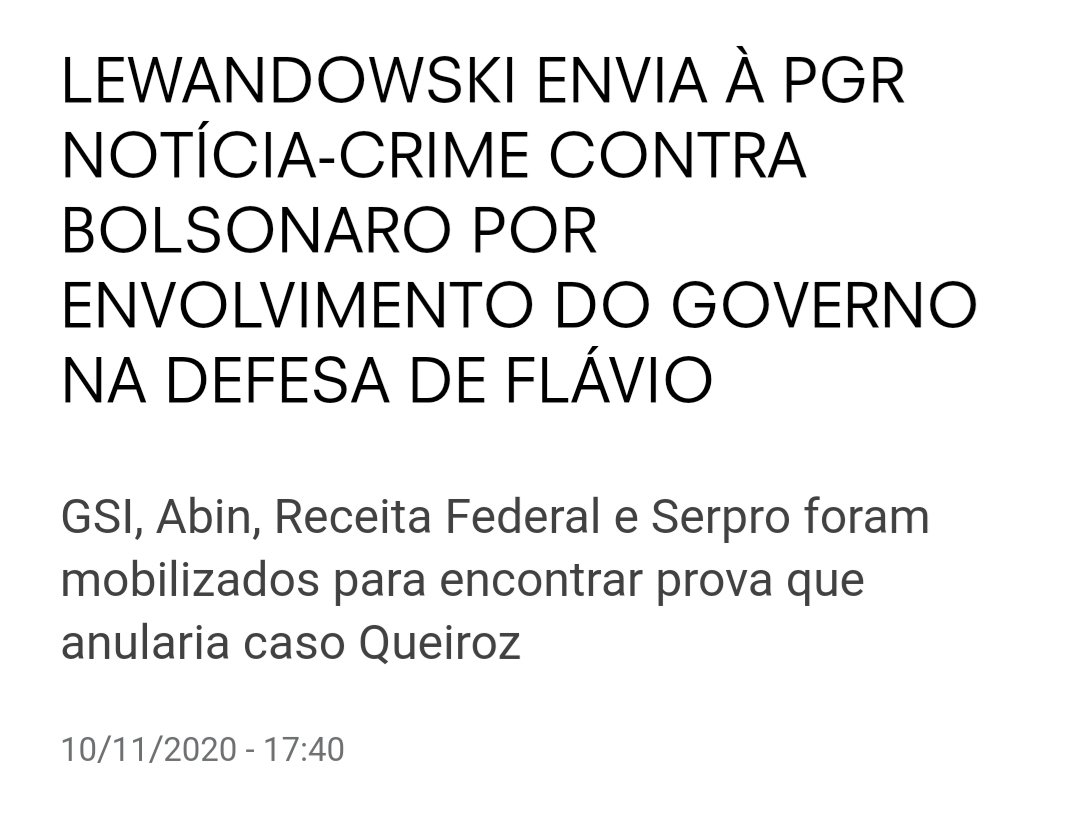 LEWANDOWSKI ENVIA À PGR
NOTÍCIA-CRIME CONTRA
BOLSONARO POR
ENVOLVIMENTO DO GOVERNO
NA DEFESA DE FLÁVIO
GSI, Abin, Receita Federal e Serpro foram
mobilizados para encontrar prova que
anularia caso Queiroz
10/11/2020 - 17:40